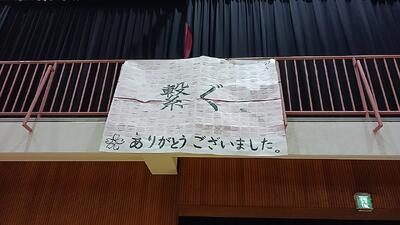 繋ぐ
ありがとうございました。